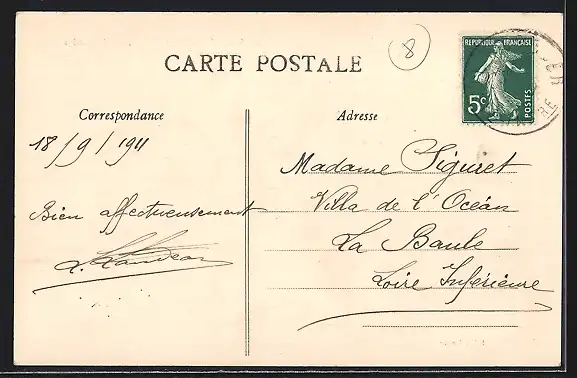 8
CARTE POSTALE
REPUBLIQUE FRANÇAISE
5c
POSTES
Correspondance
Adresse
18/9/1911
Bien affectueusement
Madame Siguret
Villa de l'Océan
La Baule
Loire Inférieure